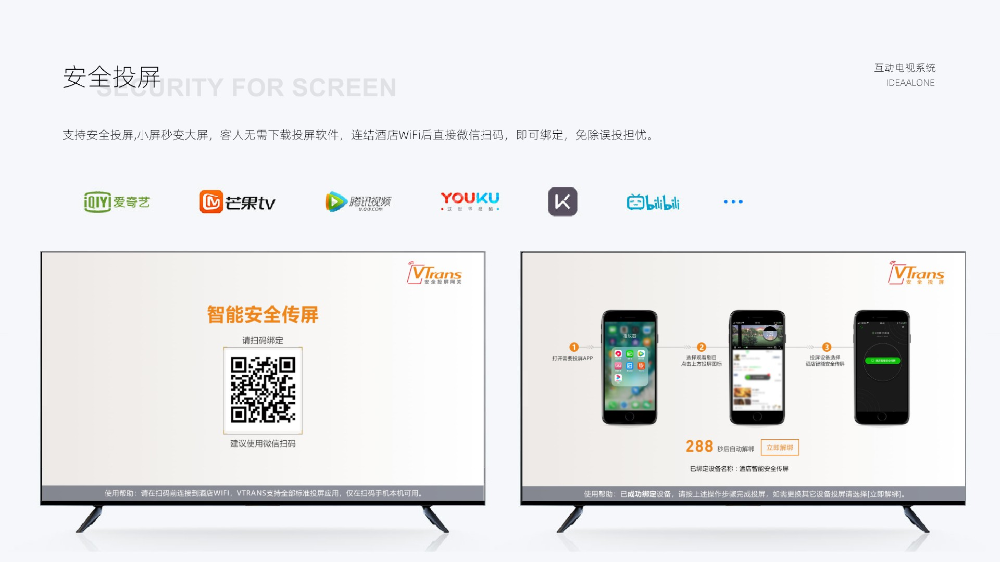 安全投屏
SECURITY FOR SCREEN
互动电视系统
IDEAALONE
支持安全投屏,小屏秒变大屏，客人无需下载投屏软件，连结酒店WiFi后直接微信扫码，即可绑定，免除误投担忧。
iQIYI 爱奇艺
芒果tv
腾讯视频
V.QQ.COM
YOUKU
这世界很酷
K
bilibili
VTrans
安全投屏网关
智能安全传屏
请扫码绑定
建议使用微信扫码
使用帮助：请在扫码前连接到酒店WIFI，VTRANS支持全部标准投屏应用，仅在扫码手机本机可用。
VTrans
安全投屏
播放器
1
打开需要投屏APP
2
选择观看剧目
点击上方投屏图标
TV
3
投屏设备选择
酒店智能安全传屏
酒店智能安全传屏
288 秒后自动解绑 立即解绑
已绑定设备名称：酒店智能安全传屏
使用帮助：已成功绑定设备，请按上述操作步骤完成投屏，如需更换其它设备投屏请选择[立即解绑]。